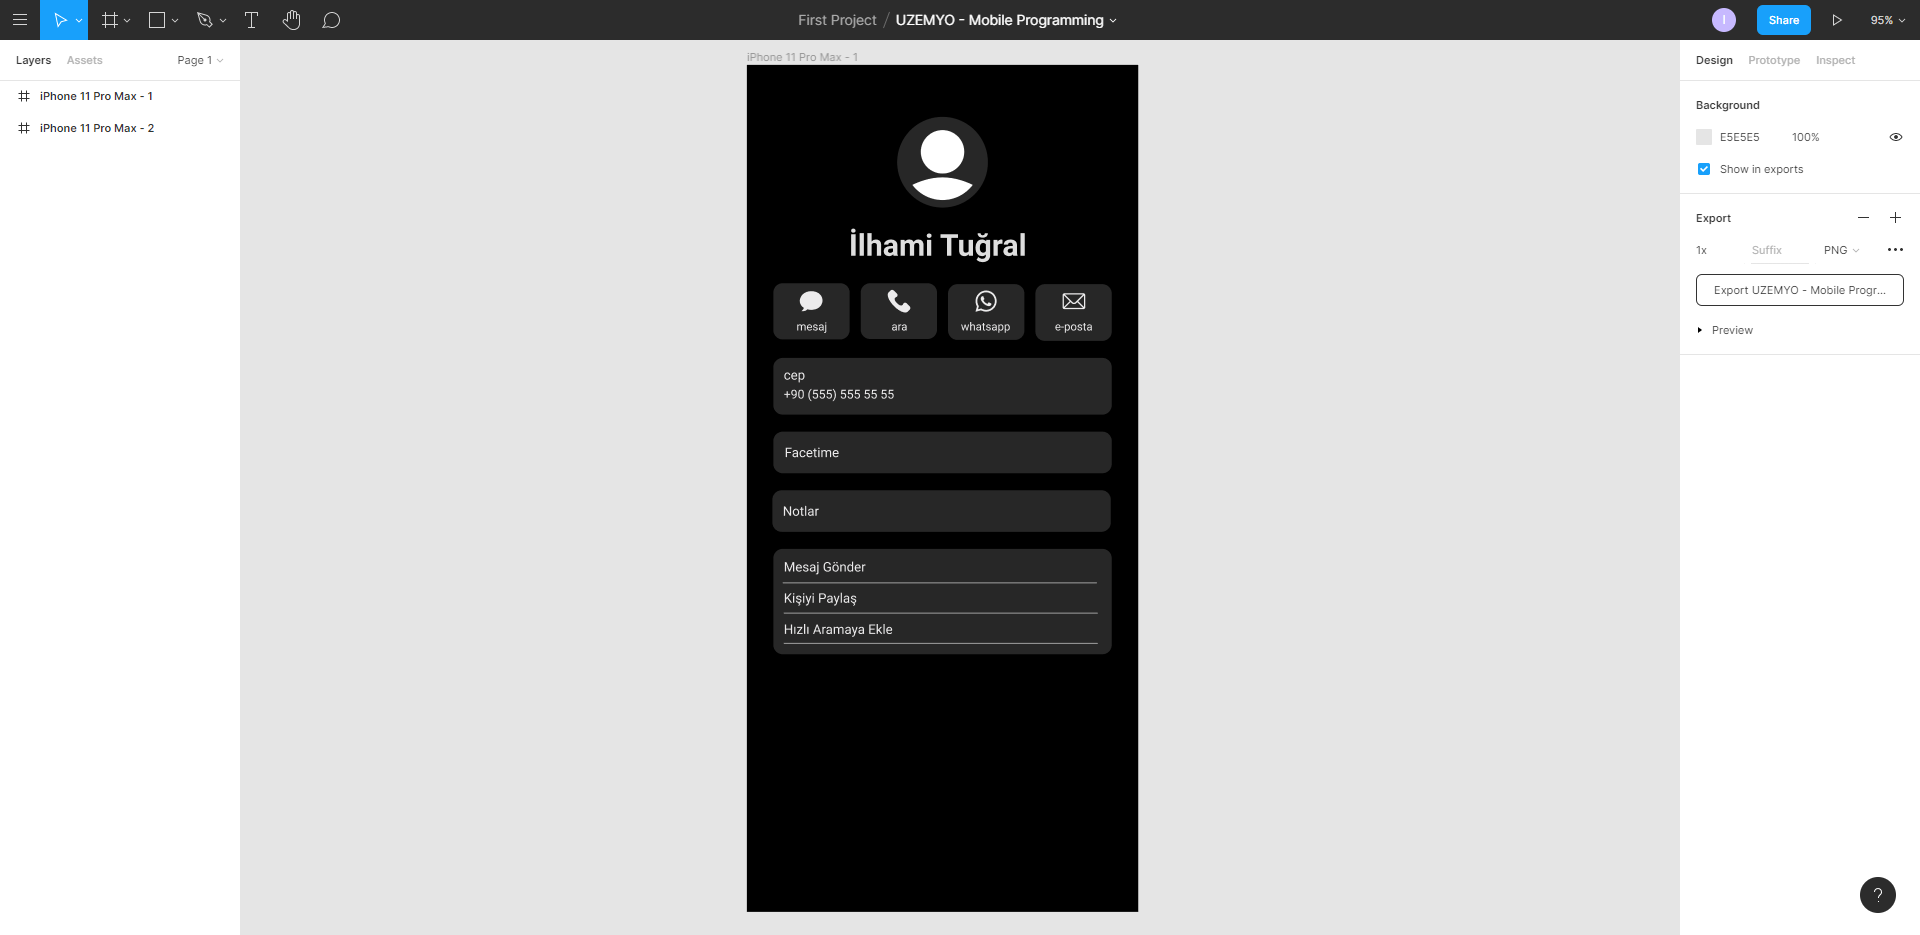 First Project / UZEMYO - Mobile Programming
I
Share
95%
Layers Assets Page 1
iPhone 11 Pro Max - 1
iPhone 11 Pro Max - 2
iPhone 11 Pro Max - 1
İlhami Tuğral
mesaj ara whatsapp e-posta
cep
+90 (555) 555 55 55
Facetime
Notlar
Mesaj Gönder
Kişiyi Paylaş
Hızlı Aramaya Ekle
Design Prototype Inspect
Background
E5E5E5 100%
Show in exports
Export
1x Suffix PNG
Export UZEMYO - Mobile Progr...
Preview
?